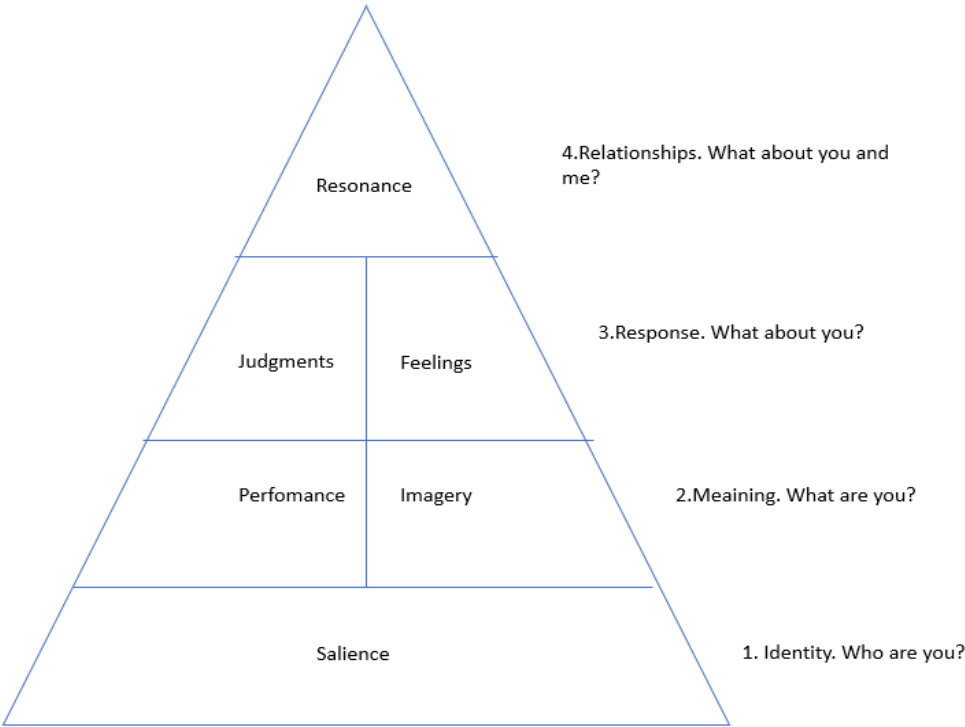 4.Relationships. What about you and
me?
Resonance
3.Response. What about you?
Judgments
Feelings
Perfomance
Imagery
2.Meaining. What are you?
Salience
1. Identity. Who are you?